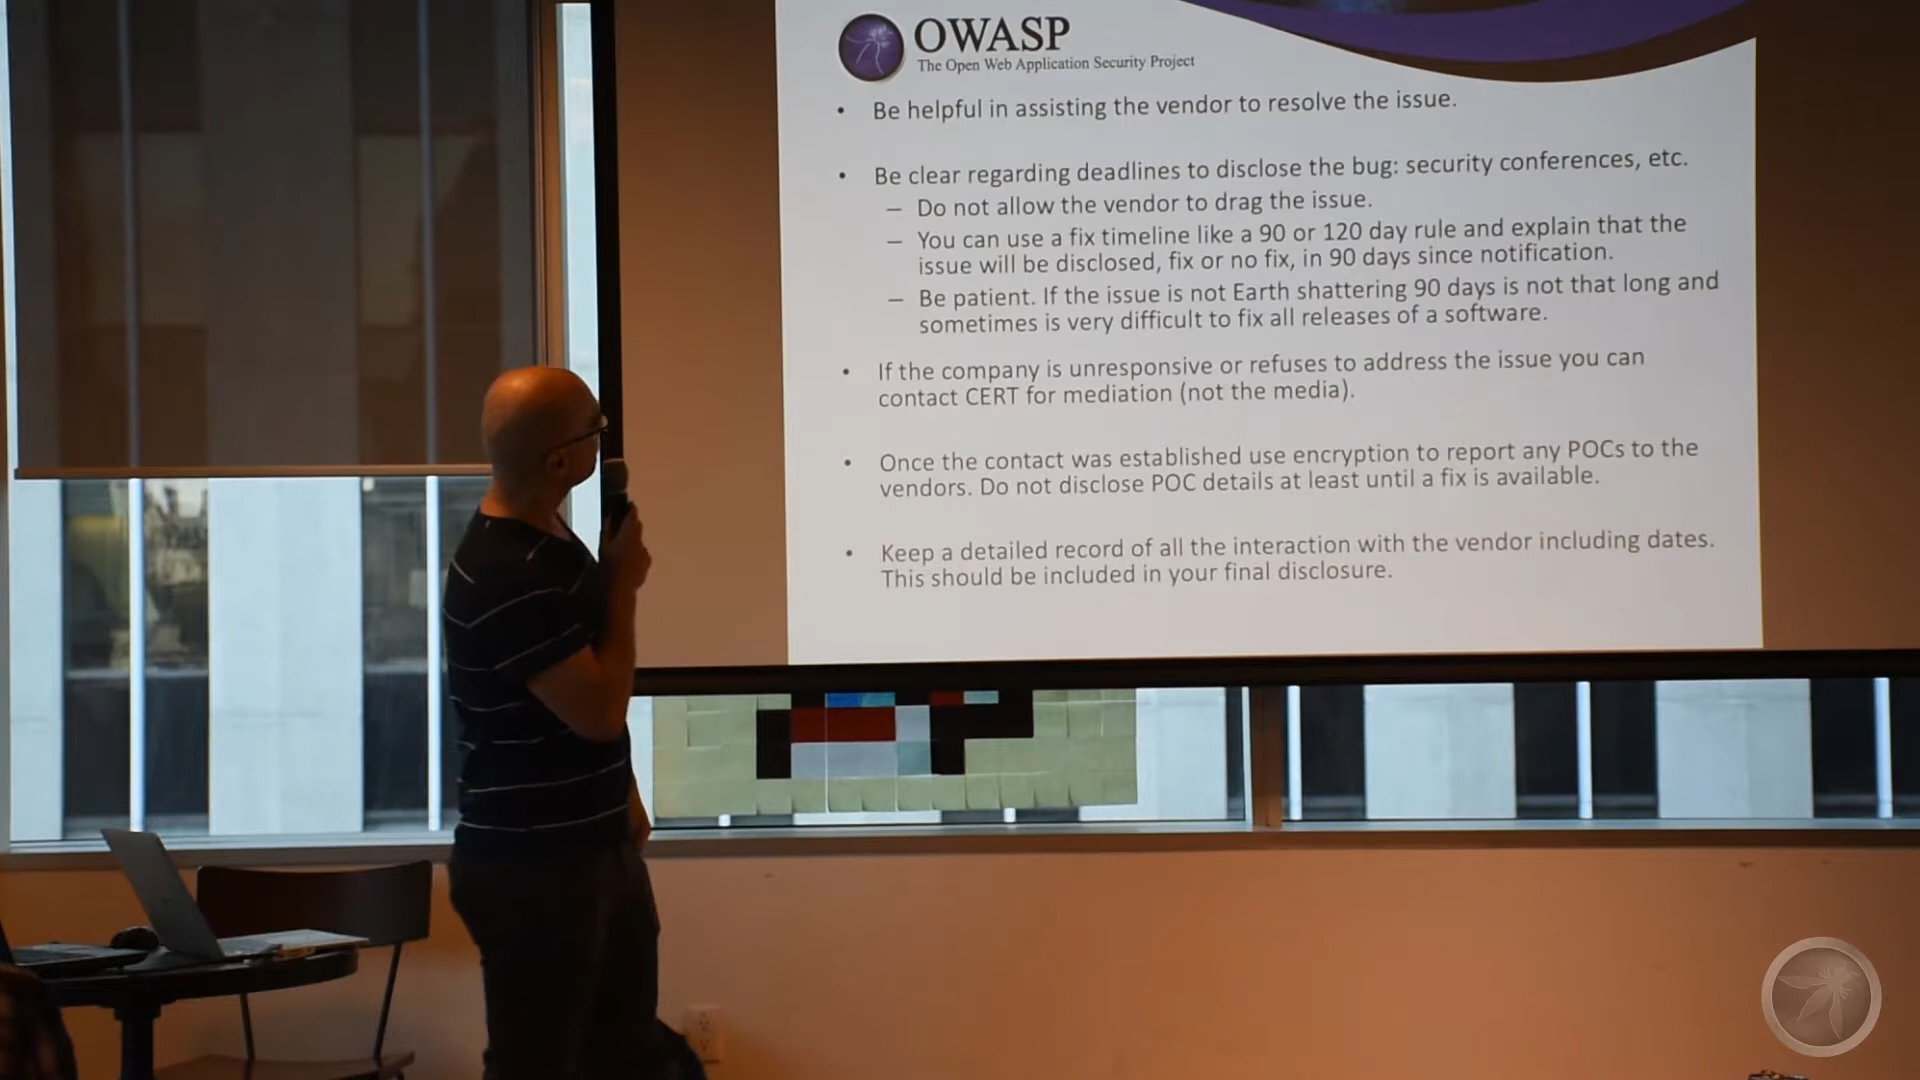 OWASP
The Open Web Application Security Project
• Be helpful in assisting the vendor to resolve the issue.
• Be clear regarding deadlines to disclose the bug: security conferences, etc.
– Do not allow the vendor to drag the issue.
– You can use a fix timeline like a 90 or 120 day rule and explain that the
issue will be disclosed, fix or no fix, in 90 days since notification.
– Be patient. If the issue is not Earth shattering 90 days is not that long and
sometimes is very difficult to fix all releases of a software.
• If the company is unresponsive or refuses to address the issue you can
contact CERT for mediation (not the media).
• Once the contact was established use encryption to report any POCs to the
vendors. Do not disclose POC details at least until a fix is available.
• Keep a detailed record of all the interaction with the vendor including dates.
This should be included in your final disclosure.